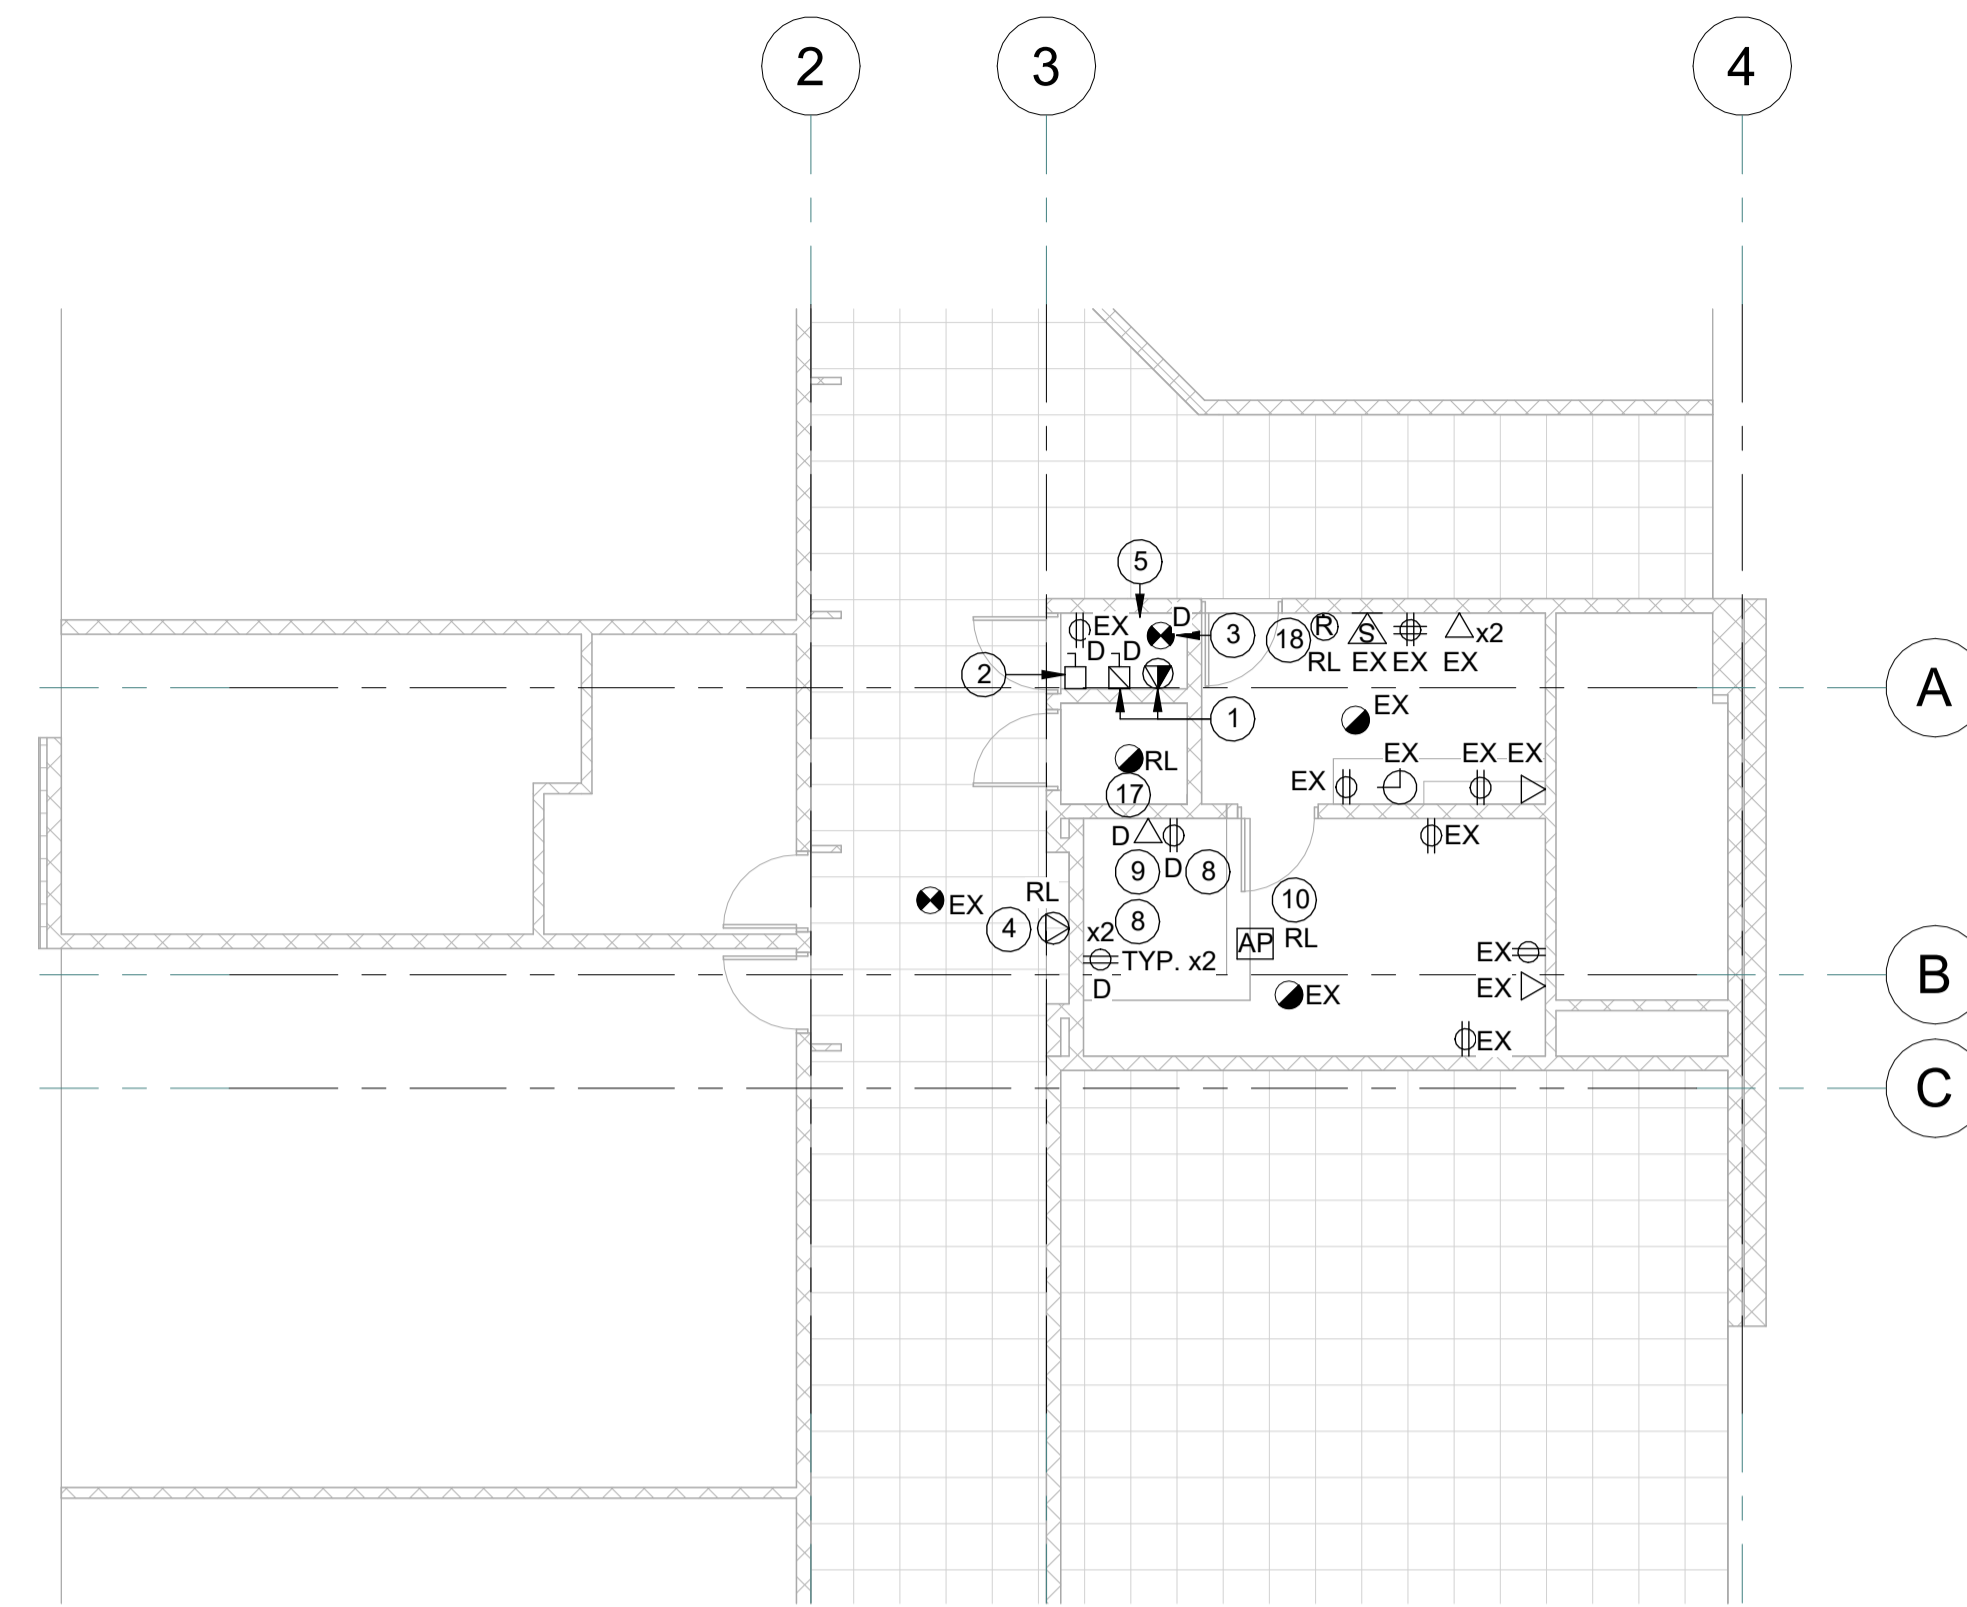 2 3 4
5
EX D 3 18 R S x2
D D RL EX EX EX
2
A
1 EX
RL EX EX EX
EX
17
D EX
9 D 8
RL 10
EX 8
4 x2 AP RL
TYP. x2 EX
B
D EX EX
EX
C